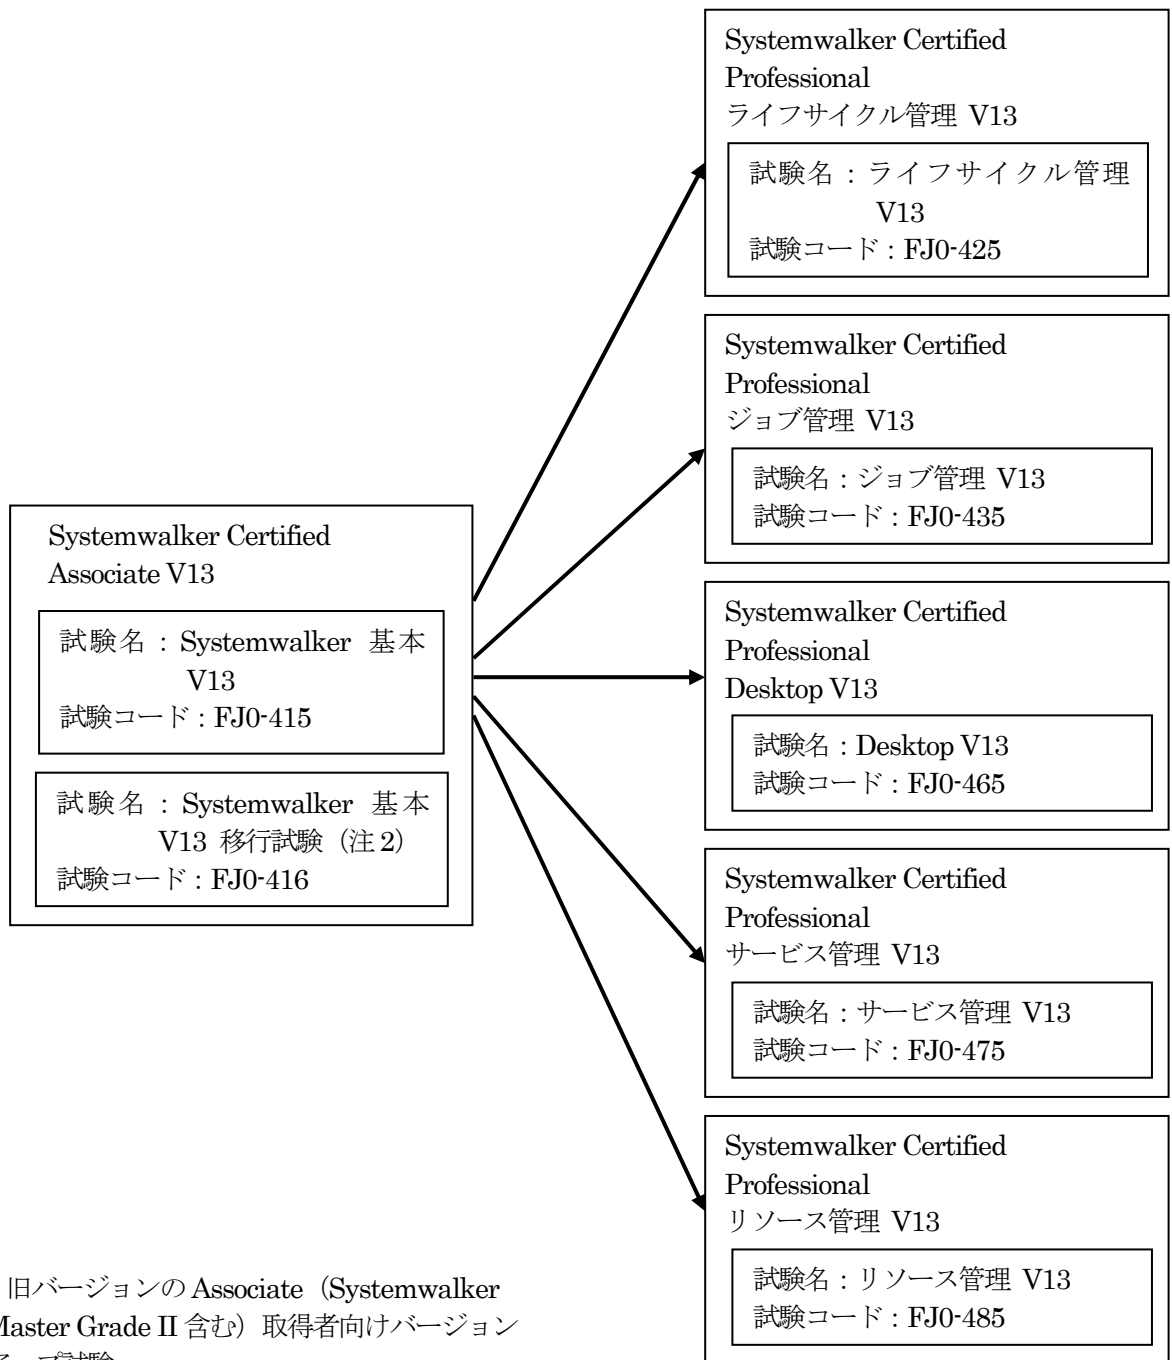 Systemwalker Certified
Associate V13
試験名：Systemwalker 基本
V13
試験コード：FJ0-415
試験名：Systemwalker 基本
V13 移行試験（注2）
試験コード：FJ0-416
Systemwalker Certified
Professional
ライフサイクル管理 V13
試験名：ライフサイクル管理
V13
試験コード：FJ0-425
Systemwalker Certified
Professional
ジョブ管理 V13
試験名：ジョブ管理 V13
試験コード：FJ0-435
Systemwalker Certified
Professional
Desktop V13
試験名：Desktop V13
試験コード：FJ0-465
Systemwalker Certified
Professional
サービス管理 V13
試験名：サービス管理 V13
試験コード：FJ0-475
Systemwalker Certified
Professional
リソース管理 V13
試験名：リソース管理 V13
試験コード：FJ0-485
旧バージョンの Associate（Systemwalker
Master Grade II 含む）取得者向けバージョン